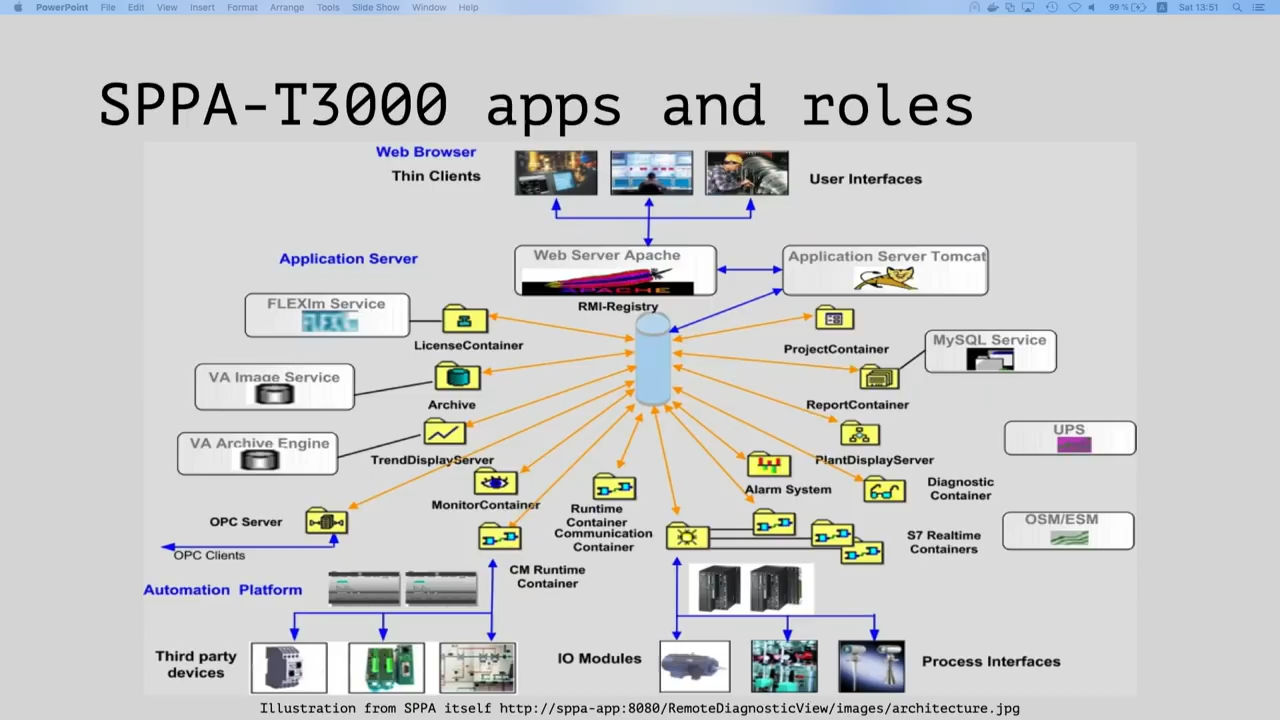 PowerPoint File Edit View Insert Format Arrange Tools Slide Show Window Help 99 % Sat 13:51
SPPA-T3000 apps and roles
Web Browser
Thin Clients
User Interfaces
Application Server
Web Server Apache
APACHE
Application Server Tomcat
RMI-Registry
FLEXlm Service
LicenseContainer
ProjectContainer
MySQL Service
VA Image Service
Archive
ReportContainer
VA Archive Engine
TrendDisplayServer
PlantDisplayServer
UPS
MonitorContainer
Alarm System
Diagnostic
Container
OPC Server
Runtime
Container
Communication
Container
OSM/ESM
S7 Realtime
Containers
OPC Clients
CM Runtime
Container
Automation Platform
Third party
devices
IO Modules
Process Interfaces
Illustration from SPPA itself http://sppa-app:8080/RemoteDiagnosticView/images/architecture.jpg